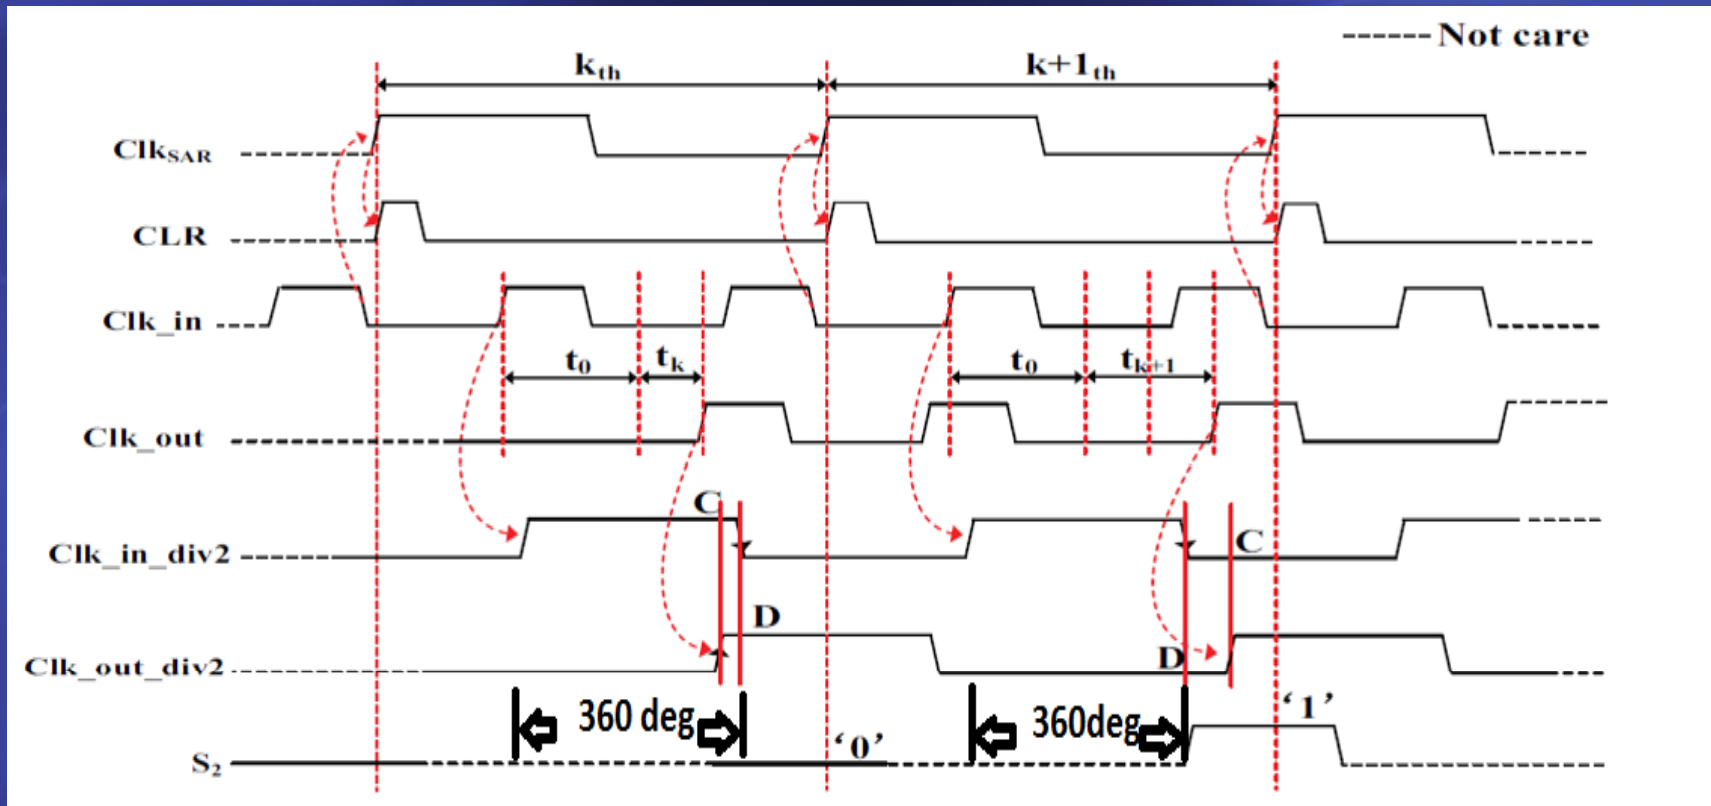 Not care
kth k+1th
ClkSAR
CLR
Clk_in
t0 tk t0 tk+1
Clk_out
C
Clk_in_div2 C
D
Clk_out_div2 D
360 deg 360deg '1'
'0'
S2